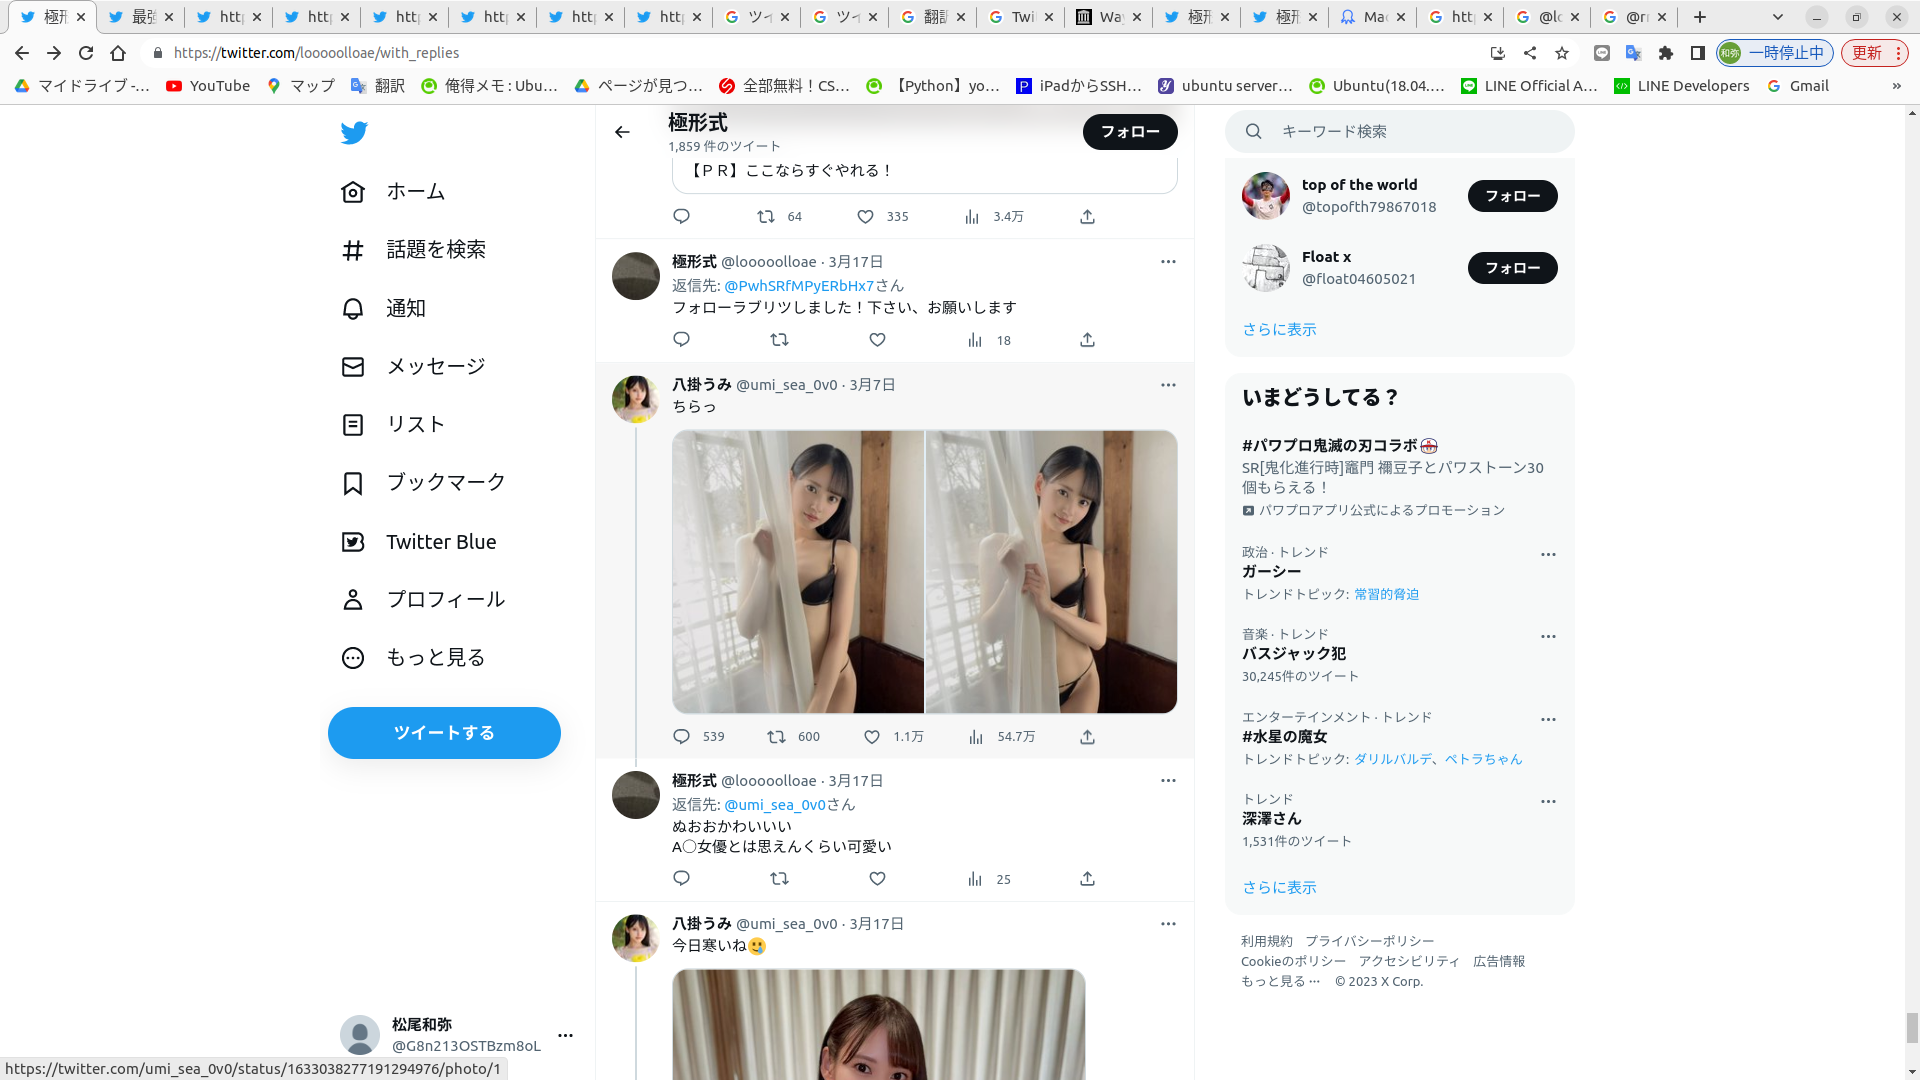 極形
最強
http
http
http
http
http
http
ツイ
ツイ
翻訳
Twi
Way
極形
極形
Mac
http
@lo
@rr
https://twitter.com/looooolloae/with_replies
和弥 一時停止中
更新
マイドライブ -...
YouTube
マップ
翻訳
俺得メモ : Ubu...
ページが見つ...
全部無料！CS...
【Python】yo...
iPadからSSH...
ubuntu server...
Ubuntu(18.04....
LINE Official A...
LINE Developers
Gmail
»
ホーム
話題を検索
通知
メッセージ
リスト
ブックマーク
Twitter Blue
プロフィール
もっと見る
ツイートする
松尾和弥
@G8n213OSTBzm8oL
https://twitter.com/umi_sea_0v0/status/1633038277191294976/photo/1
極形式
1,859 件のツイート
フォロー
【ＰＲ】ここならすぐやれる！
64
335
3.4万
極形式 @looooolloae · 3月17日
返信先: @PwhSRfMPyERbHx7さん
フォローラブリツしました！下さい、お願いします
18
八掛うみ @umi_sea_0v0 · 3月7日
ちらっ
539
600
1.1万
54.7万
極形式 @looooolloae · 3月17日
返信先: @umi_sea_0v0さん
ぬおおかわいいい
A〇女優とは思えんくらい可愛い
25
八掛うみ @umi_sea_0v0 · 3月17日
今日寒いね🥲
キーワード検索
top of the world
@topofth79867018
フォロー
Float x
@float04605021
フォロー
さらに表示
いまどうしてる？
#パワプロ鬼滅の刃コラボ
SR[鬼化進行時]竈門 禰豆子とパワストーン30
個もらえる！
パワプロアプリ公式によるプロモーション
政治 · トレンド
ガーシー
トレンドトピック: 常習的脅迫
音楽 · トレンド
バスジャック犯
30,245件のツイート
エンターテインメント · トレンド
#水星の魔女
トレンドトピック: ダリルバルデ、ペトラちゃん
トレンド
深澤さん
1,531件のツイート
さらに表示
利用規約 プライバシーポリシー
Cookieのポリシー アクセシビリティ 広告情報
もっと見る ··· © 2023 X Corp.